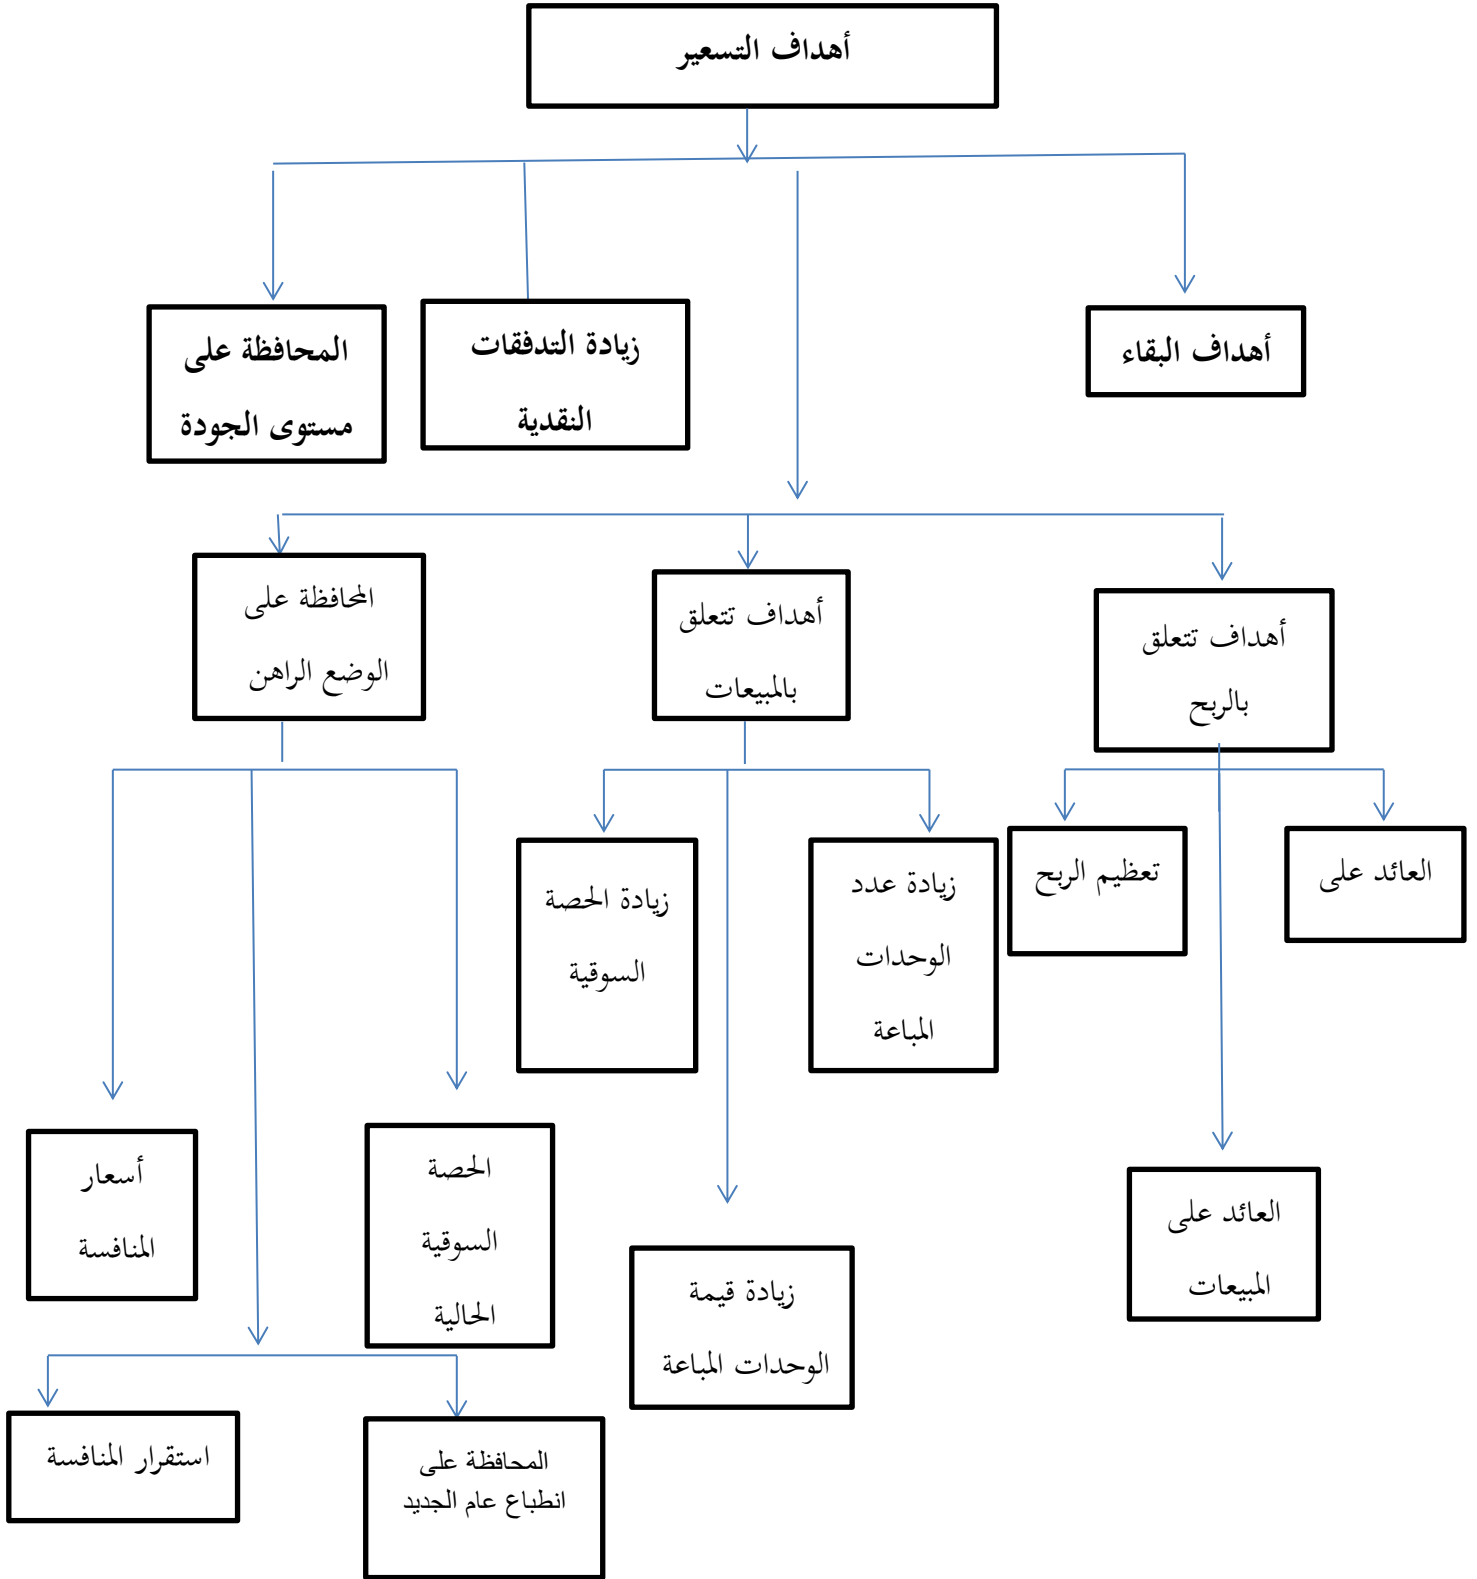 أهداف التسعير
أهداف البقاء
زيادة التدفقات
النقدية
المحافظة على
مستوى الجودة
أهداف تتعلق
بالربح
أهداف تتعلق
بالمبيعات
المحافظة على
الوضع الراهن
العائد على
تعظيم الربح
زيادة عدد
الوحدات
المباعة
زيادة الحصة
السوقية
العائد على
المبيعات
زيادة قيمة
الوحدات المباعة
الحصة
السوقية
الحالية
أسعار
المنافسة
المحافظة على
انطباع عام الجديد
استقرار المنافسة